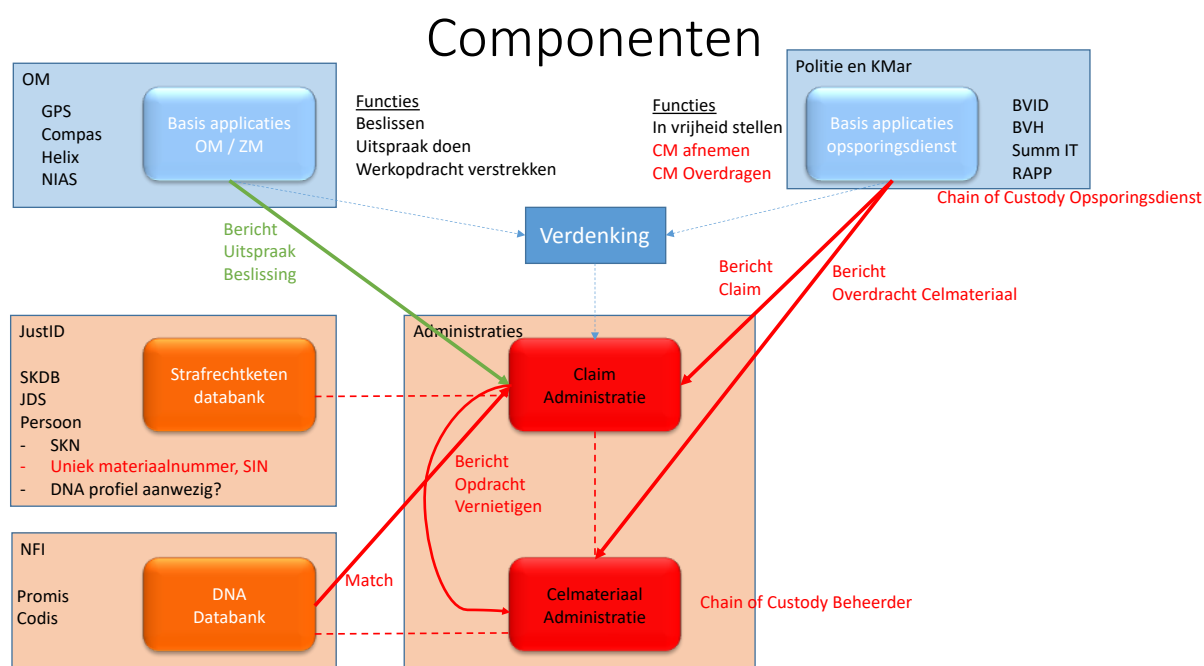 Componenten
OM
GPS
Compas
Helix
NIAS
Basis applicaties
OM / ZM
Functies
Beslissen
Uitspraak doen
Werkopdracht verstrekken
Functies
In vrijheid stellen
CM afnemen
CM Overdragen
Politie en KMar
Basis applicaties
opsporingsdienst
BVID
BVH
Summ IT
RAPP
Chain of Custody Opsporingsdienst
Verdenking
Bericht
Uitspraak
Beslissing
Bericht
Claim
Bericht
Overdracht Celmateriaal
JustID
SKDB
JDS
Persoon
- SKN
- Uniek materiaalnummer, SIN
- DNA profiel aanwezig?
Strafrechtketen
databank
Administraties
Claim
Administratie
Bericht
Opdracht
Vernietigen
NFI
Promis
Codis
DNA
Databank
Match
Celmateriaal
Administratie
Chain of Custody Beheerder